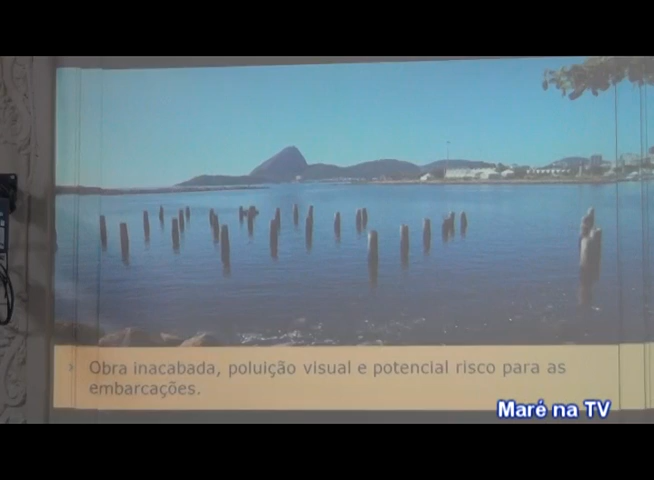 Obra inacabada, poluição visual e potencial risco para as
embarcações.
Maré na TV